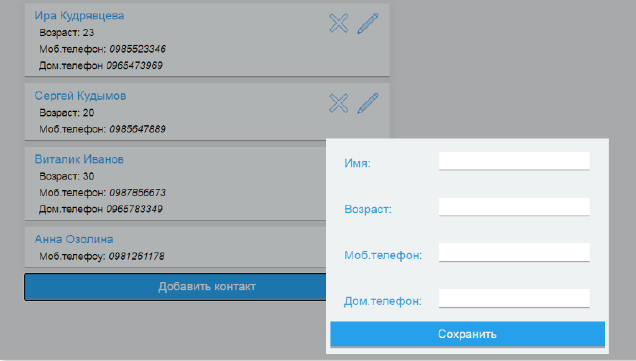 Ира Кудрявцева
Возраст: 23
Моб.телефон: 0985523346
Дом.телефон 0965473969
Сергей Кудымов
Возраст: 20
Моб.телефон: 0985647889
Виталик Иванов
Возраст: 30
Моб.телефон: 0987856673
Дом.телефон 0965783349
Анна Озолина
Моб.телефоу: 0981261178
Добавить контакт
Имя:
Возраст:
Моб.телефон:
Дом.телефон:
Сохранить